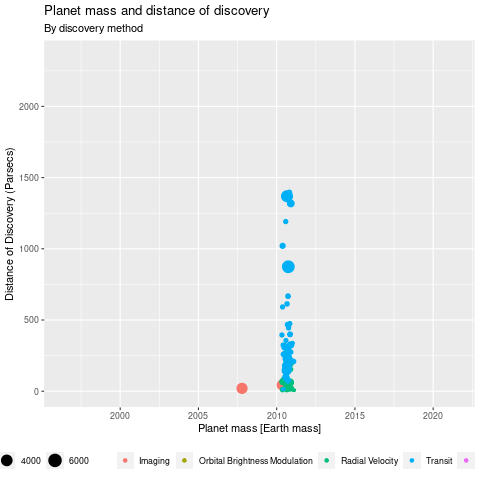 Planet mass and distance of discovery
By discovery method
Distance of Discovery (Parsecs)
2000
1500
1000
500
0
2000 2005 2010 2015 2020
Planet mass [Earth mass]
4000 6000 Imaging Orbital Brightness Modulation Radial Velocity Transit